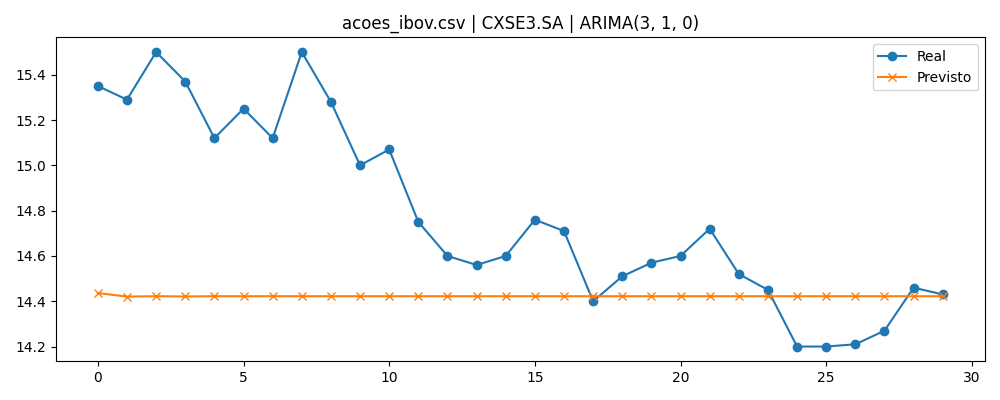 acoes_ibov.csv | CXSE3.SA | ARIMA(3, 1, 0)
Real
Previsto
15.4
15.2
15.0
14.8
14.6
14.4
14.2
0 5 10 15 20 25 30